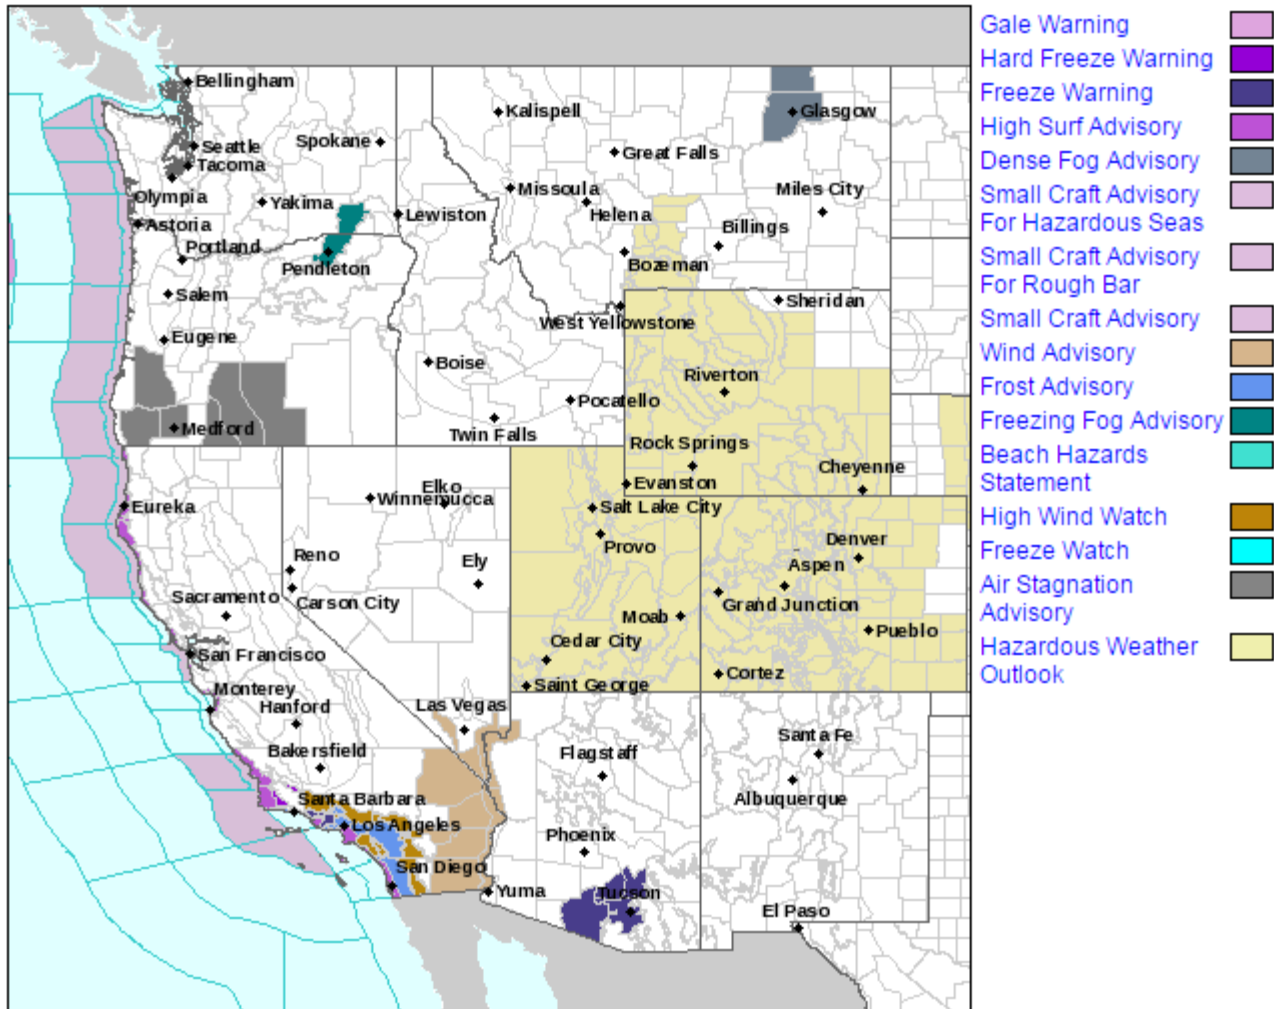 Bellingham
Seattle
Tacoma
Olympia
Astoria
Portland
Salem
Eugene
Medford
Spokane
Yakima
Lewiston
Pendleton
Kalispell
Great Falls
Missoula
Helena
Bozeman
Billings
Miles City
Glasgow
West Yellowstone
Sheridan
Boise
Pocatello
Twin Falls
Riverton
Rock Springs
Cheyenne
Evanston
Eureka
Elko
Winnemucca
Reno
Carson City
Ely
Sacramento
San Francisco
Monterey
Hanford
Bakersfield
Las Vegas
Santa Barbara
Los Angeles
San Diego
Salt Lake City
Provo
Moab
Cedar City
Saint George
Denver
Aspen
Grand Junction
Pueblo
Cortez
Flagstaff
Phoenix
Yuma
Tucson
Santa Fe
Albuquerque
El Paso
Gale Warning
Hard Freeze Warning
Freeze Warning
High Surf Advisory
Dense Fog Advisory
Small Craft Advisory
For Hazardous Seas
Small Craft Advisory
For Rough Bar
Small Craft Advisory
Wind Advisory
Frost Advisory
Freezing Fog Advisory
Beach Hazards
Statement
High Wind Watch
Freeze Watch
Air Stagnation
Advisory
Hazardous Weather
Outlook